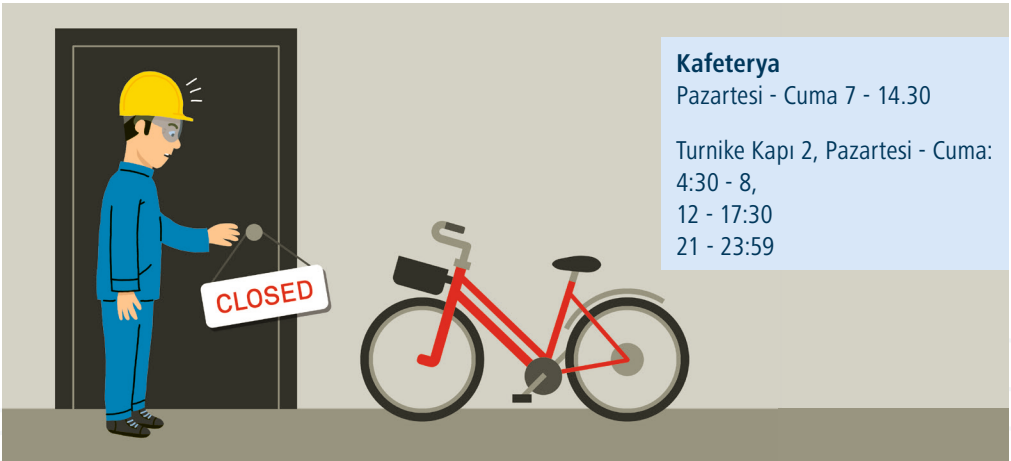 CLOSED
Kafeterya
Pazartesi - Cuma 7 - 14.30
Turnike Kapı 2, Pazartesi - Cuma:
4:30 - 8,
12 - 17:30
21 - 23:59